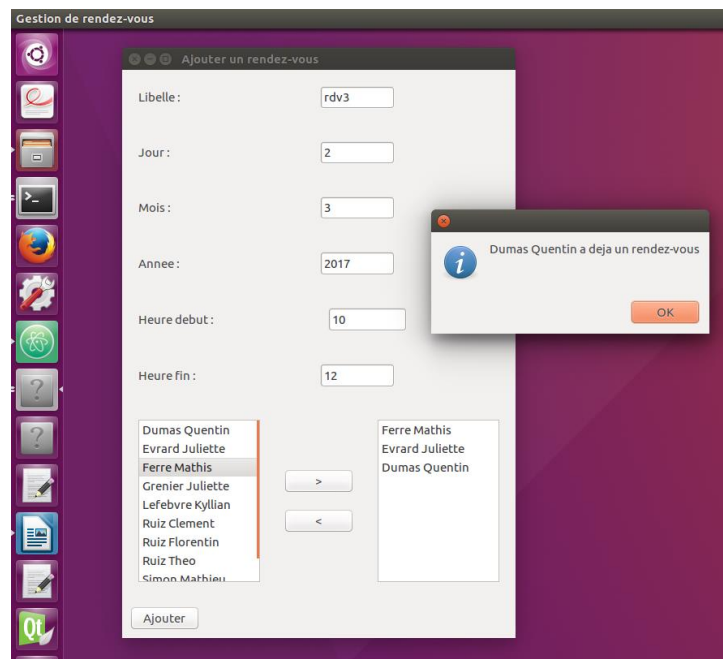 Gestion de rendez-vous
Ajouter un rendez-vous
Libelle :
rdv3
Jour :
2
Mois :
3
Annee :
2017
Heure debut :
10
Heure fin :
12
Dumas Quentin a deja un rendez-vous
OK
Dumas Quentin
Evrard Juliette
Ferre Mathis
Grenier Juliette
Lefebvre Kyllian
Ruiz Clement
Ruiz Florentin
Ruiz Theo
Simon Mathieu
>
<
Ferre Mathis
Evrard Juliette
Dumas Quentin
Ajouter
Qt